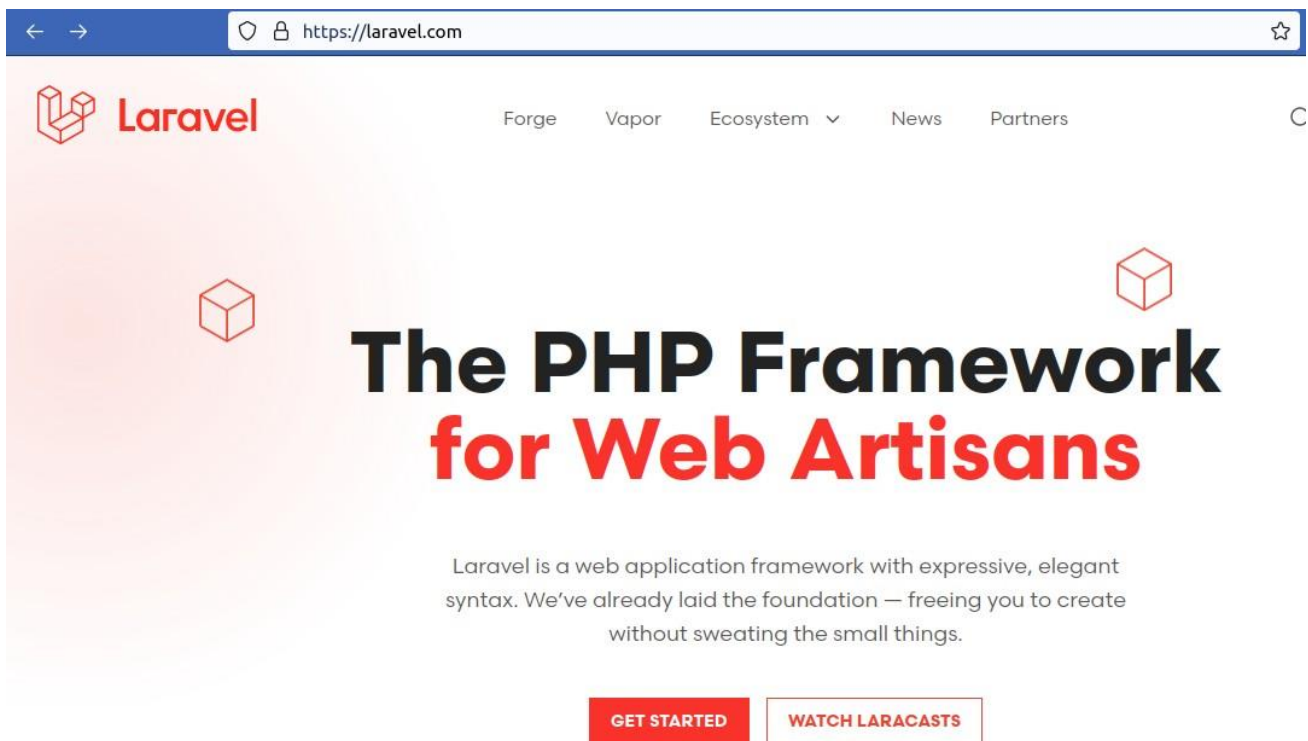 https://laravel.com
Laravel
Forge Vapor Ecosystem News Partners
The PHP Framework
for Web Artisans
Laravel is a web application framework with expressive, elegant
syntax. We’ve already laid the foundation — freeing you to create
without sweating the small things.
GET STARTED WATCH LARACASTS